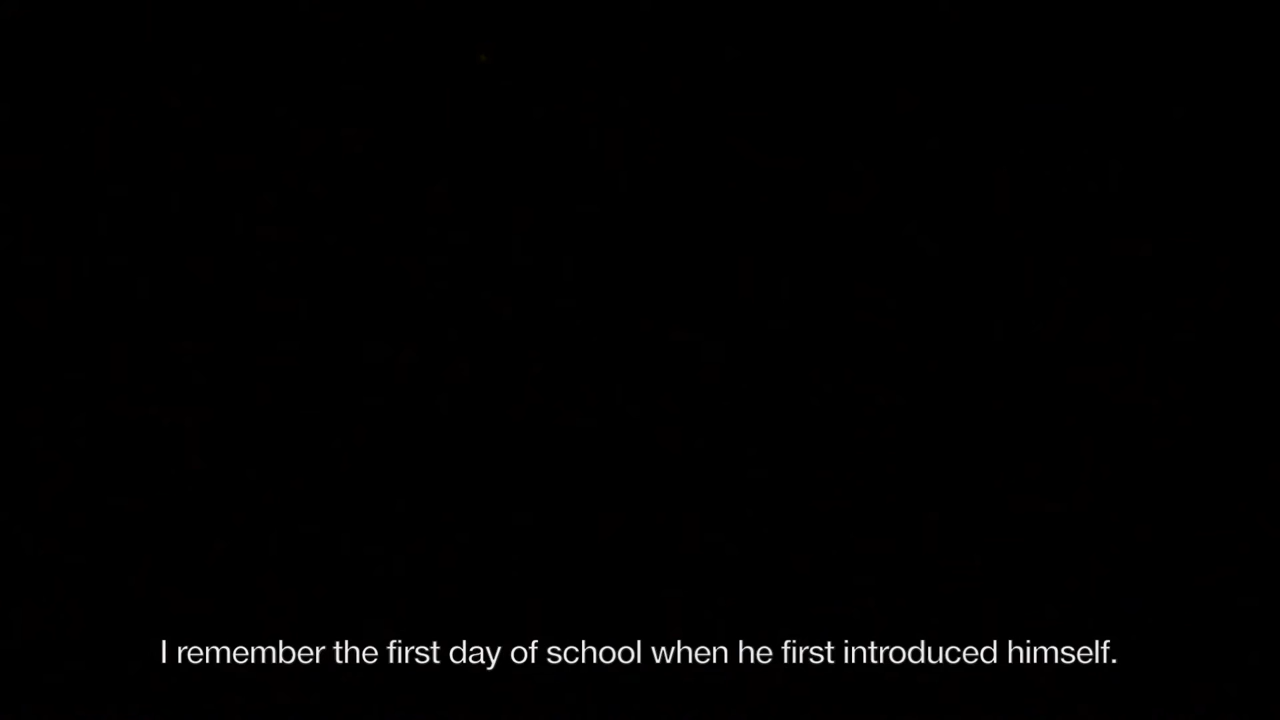 I remember the first day of school when he first introduced himself.